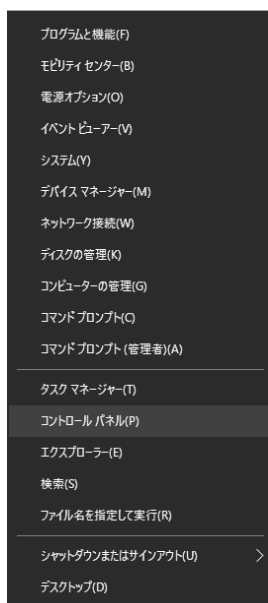 プログラムと機能(F)
モビリティ センター(B)
電源オプション(O)
イベント ビューアー(V)
システム(Y)
デバイス マネージャー(M)
ネットワーク接続(W)
ディスクの管理(K)
コンピューターの管理(G)
コマンド プロンプト(C)
コマンド プロンプト (管理者)(A)
タスク マネージャー(T)
コントロール パネル(P)
エクスプローラー(E)
検索(S)
ファイル名を指定して実行(R)
シャットダウンまたはサインアウト(U)
デスクトップ(D)